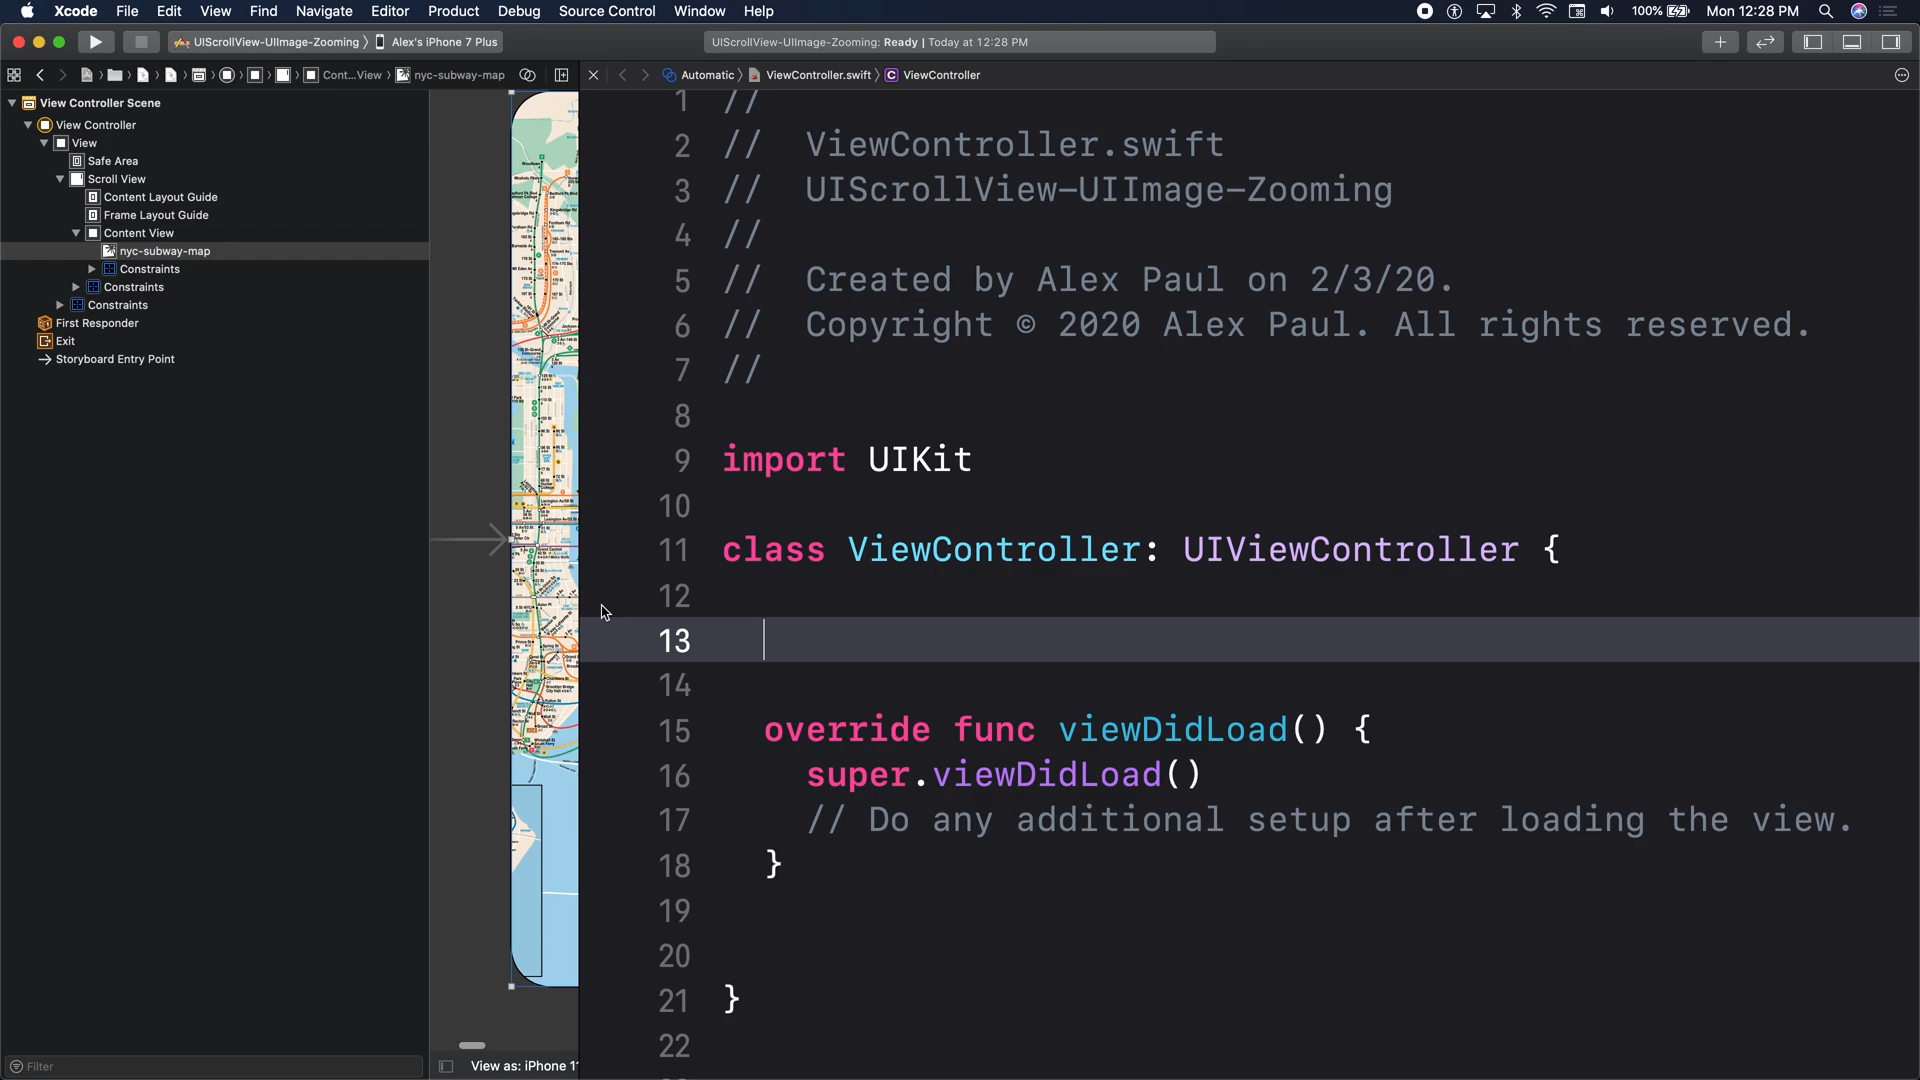 Xcode File Edit View Find Navigate Editor Product Debug Source Control Window Help 100% Mon 12:28 PM
UIScrollView-UIImage-Zooming Alex's iPhone 7 Plus UIScrollView-UIImage-Zooming: Ready | Today at 12:28 PM
Cont...View nyc-subway-map Automatic ViewController.swift C ViewController
View Controller Scene
View Controller
View
Safe Area
Scroll View
Content Layout Guide
Frame Layout Guide
Content View
nyc-subway-map
Constraints
Constraints
Constraints
First Responder
Exit
Storyboard Entry Point
Filter
View as: iPhone 11
1 //
2 //  ViewController.swift
3 //  UIScrollView-UIImage-Zooming
4 //
5 //  Created by Alex Paul on 2/3/20.
6 //  Copyright © 2020 Alex Paul. All rights reserved.
7 //
8
9 import UIKit
10
11 class ViewController: UIViewController {
12
13
14
15   override func viewDidLoad() {
16     super.viewDidLoad()
17     // Do any additional setup after loading the view.
18   }
19
20
21 }
22